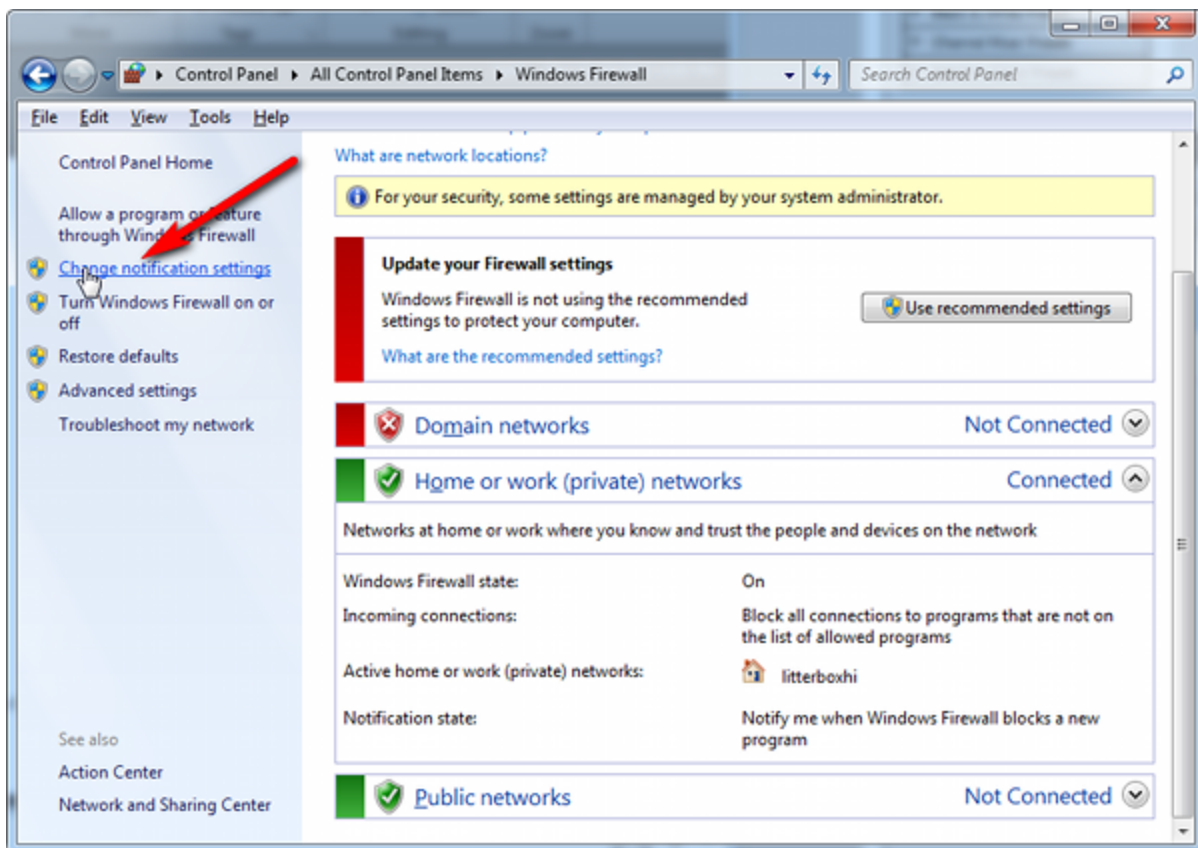 Control Panel ▸ All Control Panel Items ▸ Windows Firewall
Search Control Panel
File Edit View Tools Help
Control Panel Home
Allow a program or feature
through Windows Firewall
Change notification settings
Turn Windows Firewall on or
off
Restore defaults
Advanced settings
Troubleshoot my network
See also
Action Center
Network and Sharing Center
What are network locations?
For your security, some settings are managed by your system administrator.
Update your Firewall settings
Windows Firewall is not using the recommended
settings to protect your computer.
Use recommended settings
What are the recommended settings?
Domain networks Not Connected
Home or work (private) networks Connected
Networks at home or work where you know and trust the people and devices on the network
Windows Firewall state: On
Incoming connections: Block all connections to programs that are not on
the list of allowed programs
Active home or work (private) networks: litterboxhi
Notification state: Notify me when Windows Firewall blocks a new
program
Public networks Not Connected